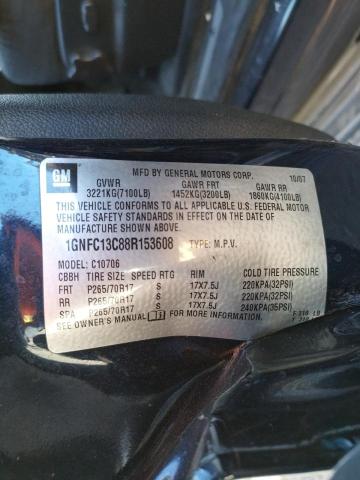 GM
MFD BY GENERAL MOTORS CORP. 10/07
GVWR GAWR FRT GAWR RR
3221KG(7100LB) 1452KG(3200LB) 1860KG(4100LB)
THIS VEHICLE CONFORMS TO ALL APPLICABLE U.S. FEDERAL MOTOR
VEHICLE SAFETY STANDARDS IN EFFECT ON THE DATE OF
MANUFACTURE SHOWN ABOVE.
1GNFC13C88R153608 TYPE: M.P.V.
MODEL: C10706
CBBH TIRE SIZE SPEED RTG RIM COLD TIRE PRESSURE
FRT P265/70R17 S 17X7.5J 220KPA(32PSI)
RR P265/70R17 S 17X7.5J 220KPA(32PSI)
SPA P265/70R17 S 17X7.5J 240KPA(35PSI)
SEE OWNER'S MANUAL FOR MORE INFORMATION.